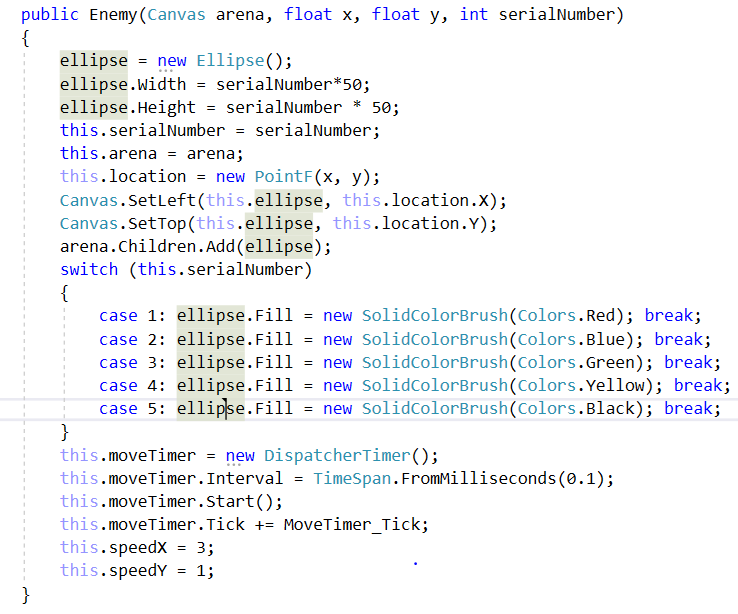 public Enemy(Canvas arena, float x, float y, int serialNumber)
{
ellipse = new Ellipse();
ellipse.Width = serialNumber*50;
ellipse.Height = serialNumber * 50;
this.serialNumber = serialNumber;
this.arena = arena;
this.location = new PointF(x, y);
Canvas.SetLeft(this.ellipse, this.location.X);
Canvas.SetTop(this.ellipse, this.location.Y);
arena.Children.Add(ellipse);
switch (this.serialNumber)
{
case 1: ellipse.Fill = new SolidColorBrush(Colors.Red); break;
case 2: ellipse.Fill = new SolidColorBrush(Colors.Blue); break;
case 3: ellipse.Fill = new SolidColorBrush(Colors.Green); break;
case 4: ellipse.Fill = new SolidColorBrush(Colors.Yellow); break;
case 5: ellipse.Fill = new SolidColorBrush(Colors.Black); break;
}
this.moveTimer = new DispatcherTimer();
this.moveTimer.Interval = TimeSpan.FromMilliseconds(0.1);
this.moveTimer.Start();
this.moveTimer.Tick += MoveTimer_Tick;
this.speedX = 3;
this.speedY = 1;
}